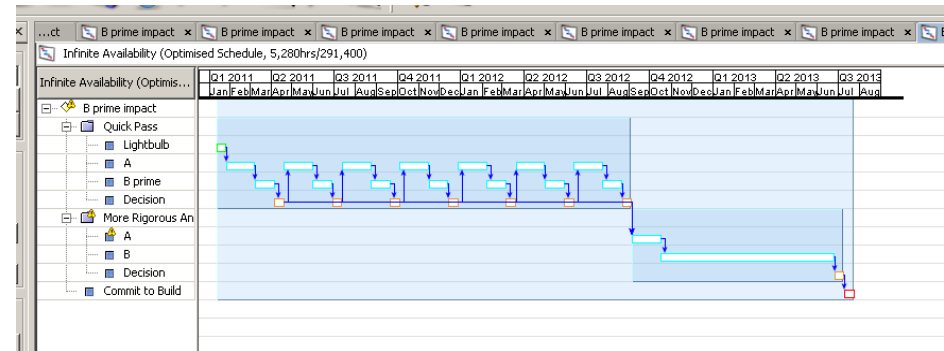 ...ct B prime impact B prime impact B prime impact B prime impact B prime impact B prime impact B prime impact
Infinite Availability (Optimised Schedule, 5,280hrs/291,400)
Infinite Availability (Optimis...
Q1 2011 Q2 2011 Q3 2011 Q4 2011 Q1 2012 Q2 2012 Q3 2012 Q4 2012 Q1 2013 Q2 2013 Q3 2013
Jan Feb Mar Apr May Jun Jul Aug Sep Oct Nov Dec Jan Feb Mar Apr May Jun Jul Aug Sep Oct Nov Dec Jan Feb Mar Apr May Jun Jul Aug
B prime impact
Quick Pass
Lightbulb
A
B prime
Decision
More Rigorous An
A
B
Decision
Commit to Build